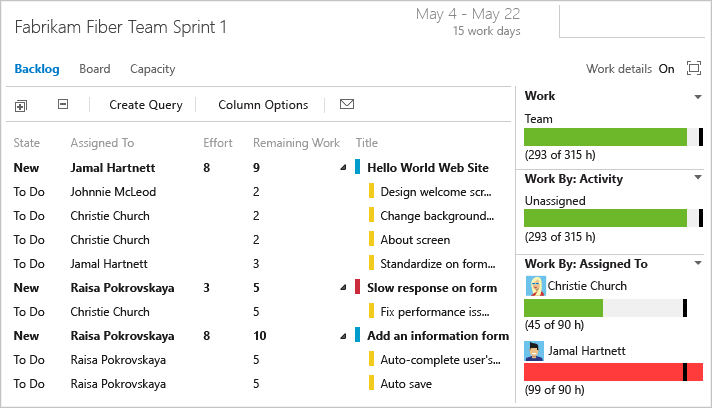 Fabrikam Fiber Team Sprint 1
May 4 - May 22
15 work days
Backlog Board Capacity
Work details On
Create Query Column Options
State Assigned To Effort Remaining Work Title
New Jamal Hartnett 8 9 Hello World Web Site
To Do Johnnie McLeod 2 Design welcome scr...
To Do Christie Church 2 Change background...
To Do Christie Church 2 About screen
To Do Jamal Hartnett 3 Standardize on form...
New Raisa Pokrovskaya 3 5 Slow response on form
To Do Christie Church 5 Fix performance iss...
New Raisa Pokrovskaya 8 10 Add an information form
To Do Raisa Pokrovskaya 5 Auto-complete user's...
To Do Raisa Pokrovskaya 5 Auto save
Work
Team
(293 of 315 h)
Work By: Activity
Unassigned
(293 of 315 h)
Work By: Assigned To
Christie Church
(45 of 90 h)
Jamal Hartnett
(99 of 90 h)